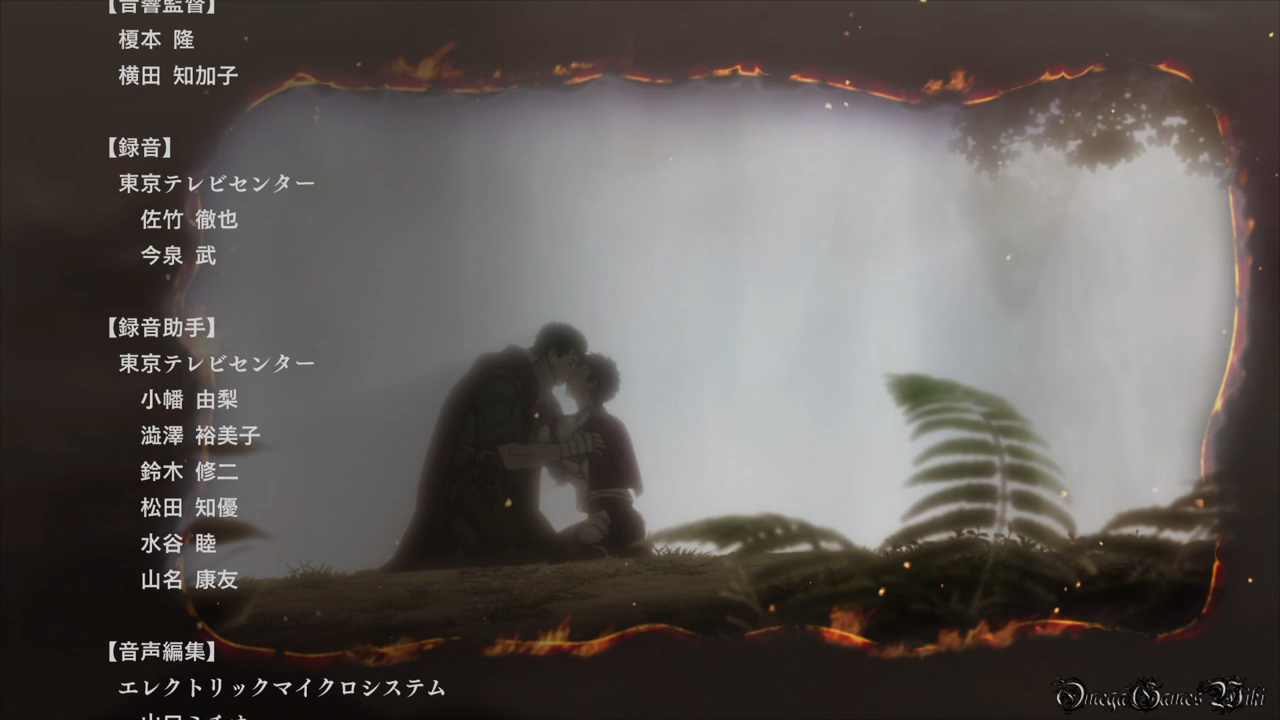 【音響監督】
榎本 隆
横田 知加子
【録音】
東京テレビセンター
佐竹 徹也
今泉 武
【録音助手】
東京テレビセンター
小幡 由梨
澁澤 裕美子
鈴木 修二
松田 知優
水谷 睦
山名 康友
【音声編集】
エレクトリックマイクロシステム
Omega Games Wiki